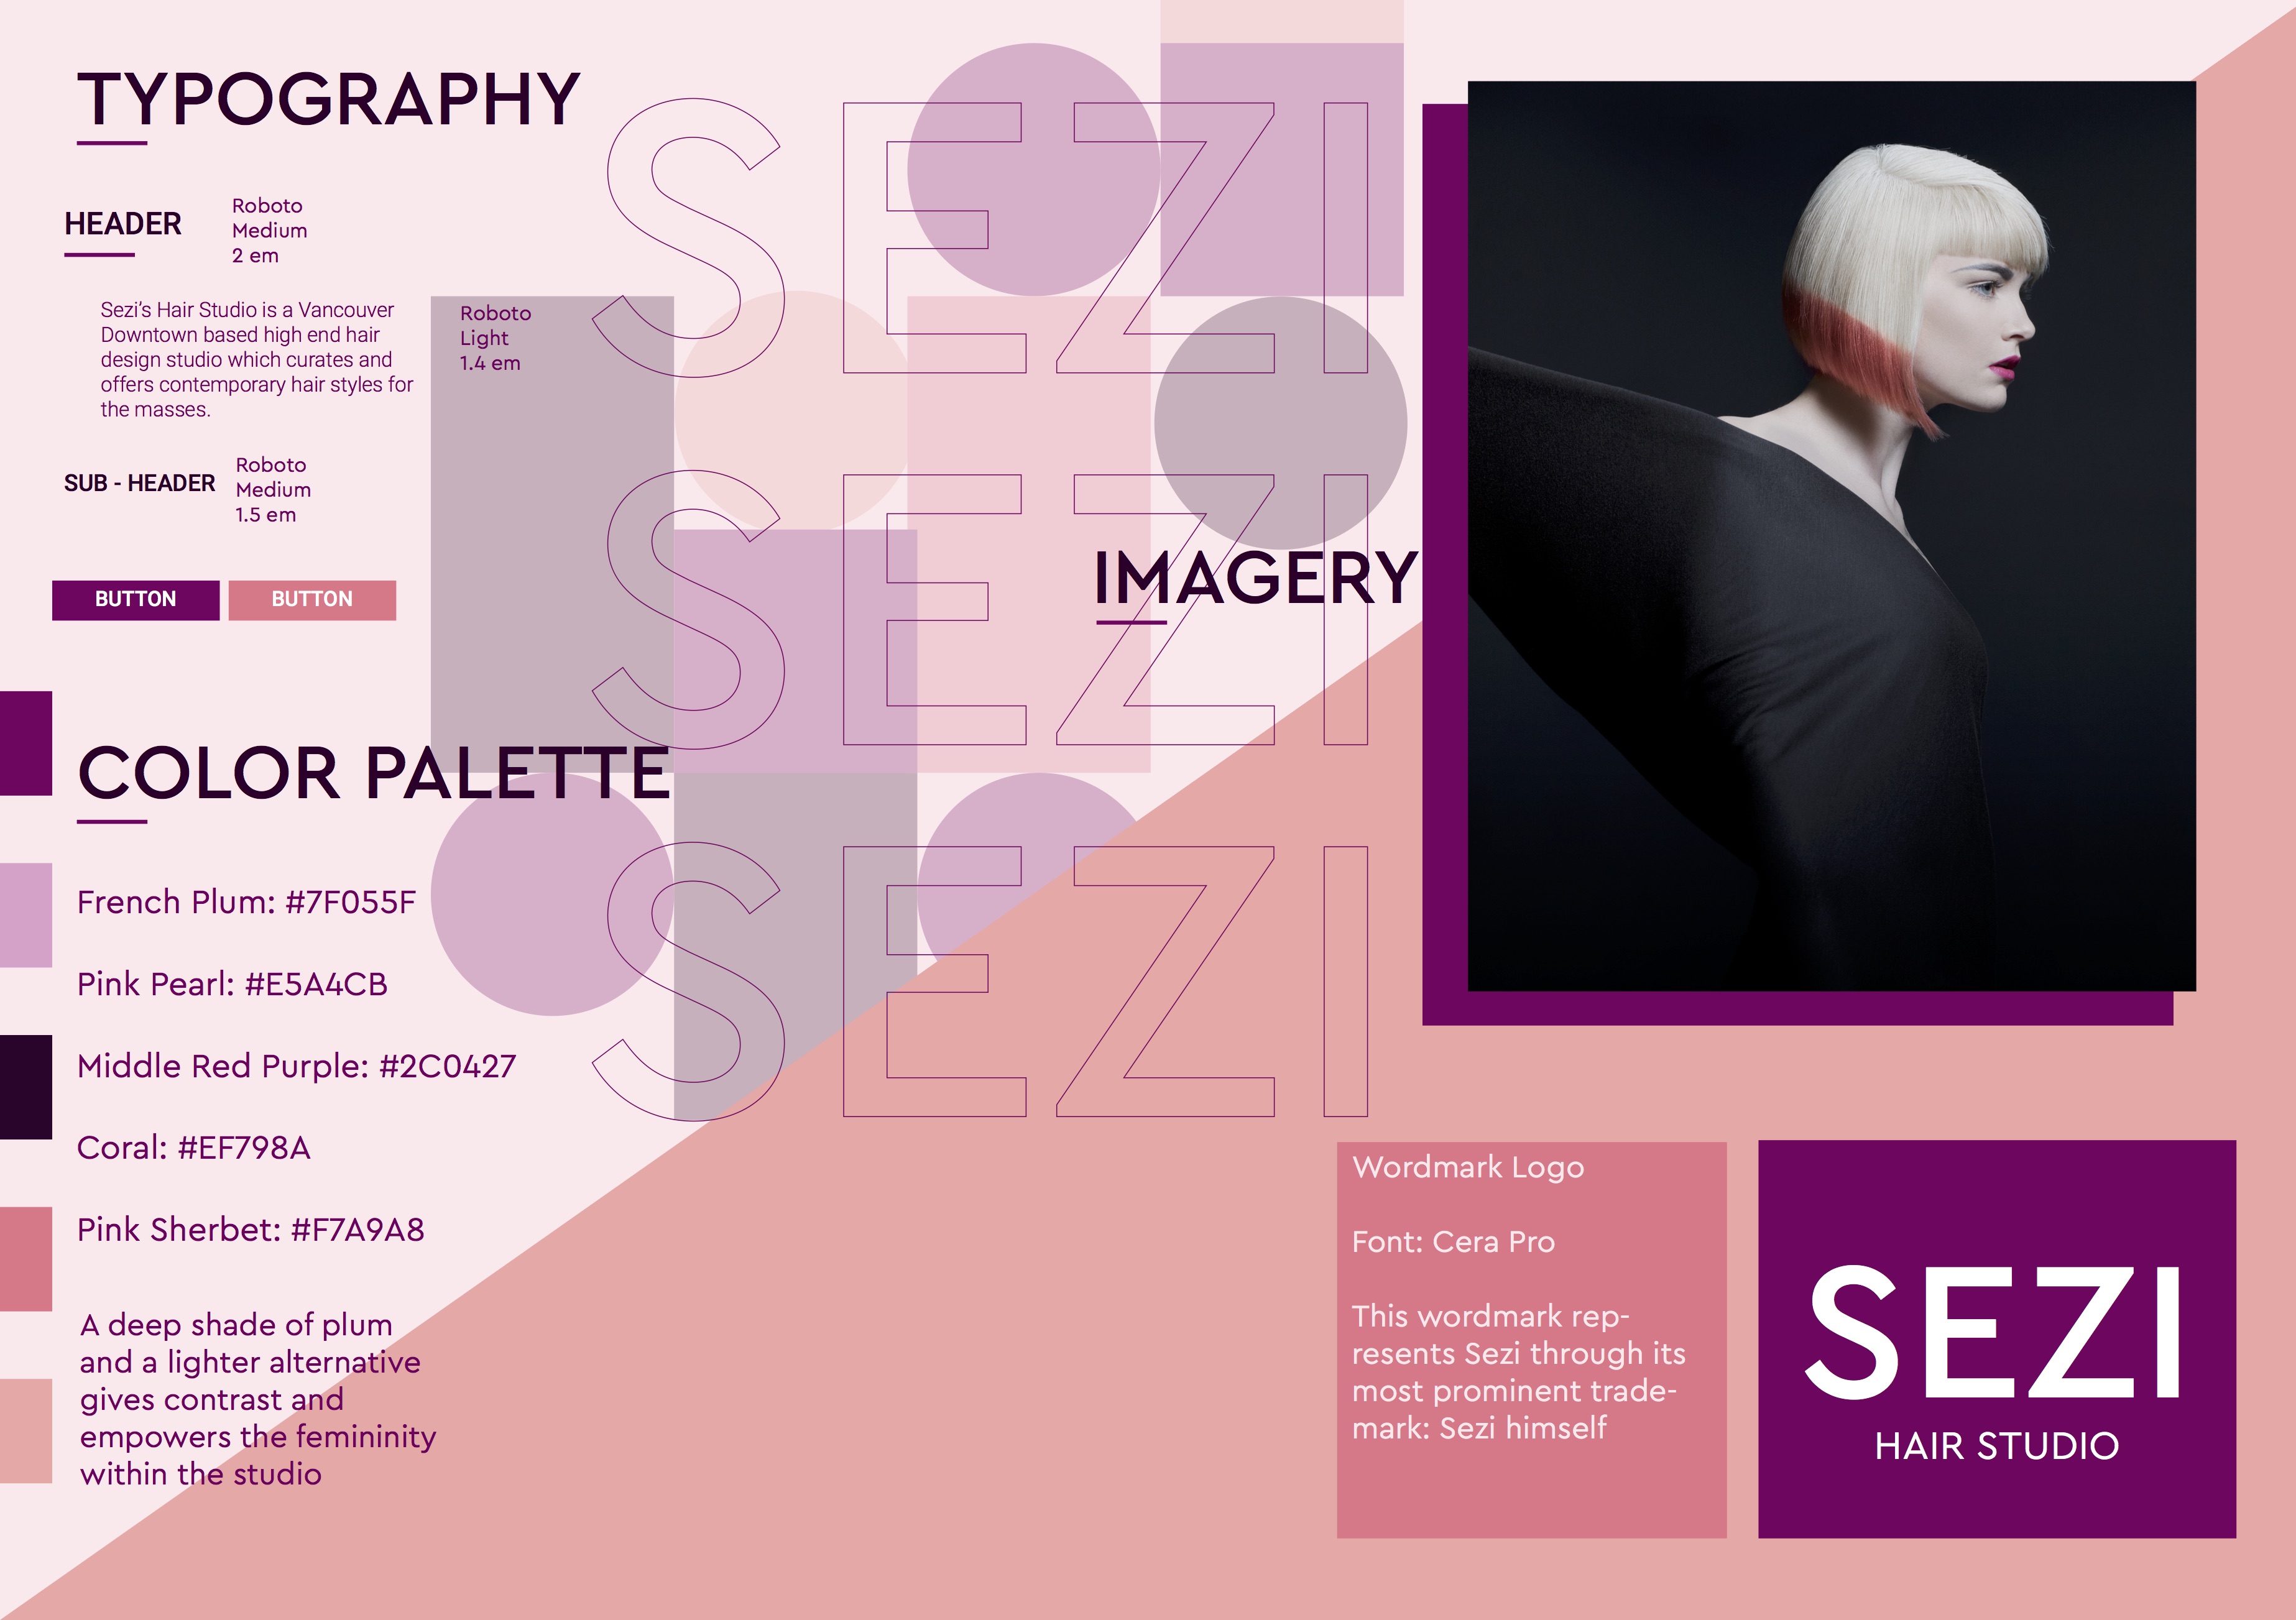 TYPOGRAPHY
HEADER
Roboto
Medium
2 em
Sezi's Hair Studio is a Vancouver
Downtown based high end hair
design studio which curates and
offers contemporary hair styles for
the masses.
Roboto
Light
1.4 em
SUB - HEADER
Roboto
Medium
1.5 em
BUTTON
BUTTON
SEZI
SEZI
SEZI
IMAGERY
COLOR PALETTE
French Plum: #7F055F
Pink Pearl: #E5A4CB
Middle Red Purple: #2C0427
Coral: #EF798A
Pink Sherbet: #F7A9A8
A deep shade of plum
and a lighter alternative
gives contrast and
empowers the femininity
within the studio
Wordmark Logo
Font: Cera Pro
This wordmark rep-
resents Sezi through its
most prominent trade-
mark: Sezi himself
SEZI
HAIR STUDIO